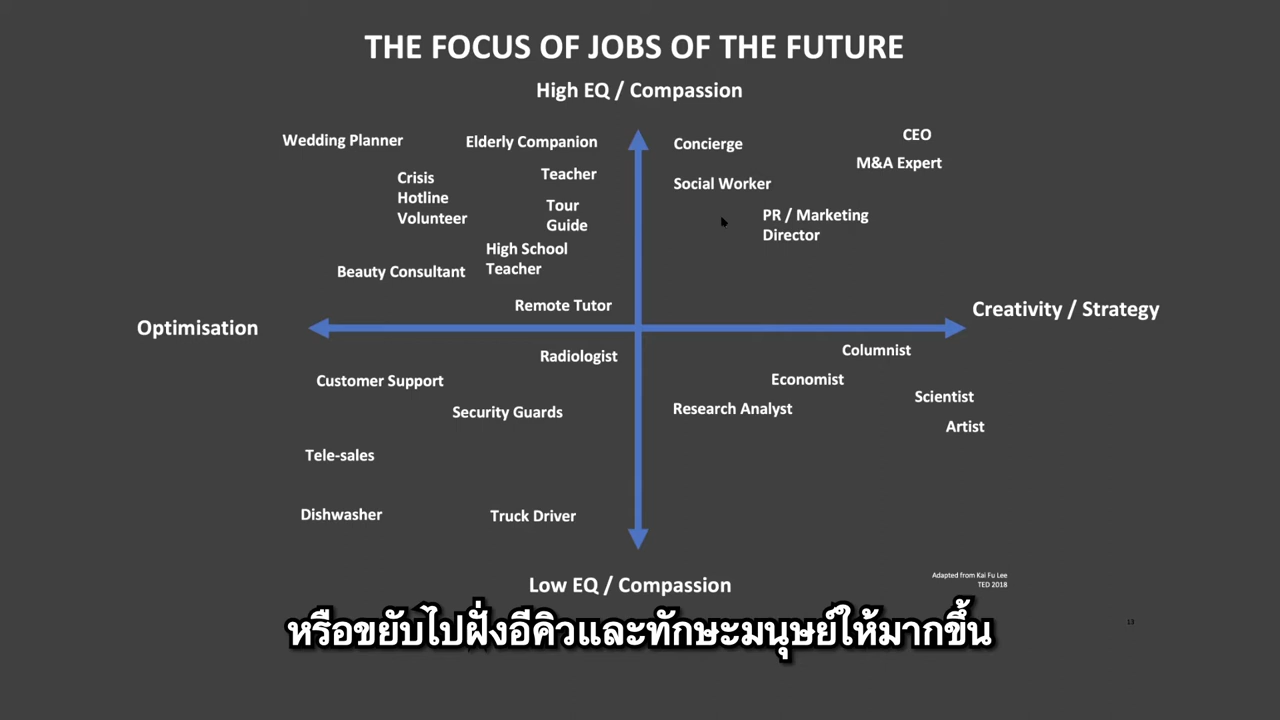 THE FOCUS OF JOBS OF THE FUTURE
High EQ / Compassion
Wedding Planner
Elderly Companion
Concierge
CEO
M&A Expert
Crisis
Hotline
Volunteer
Teacher
Social Worker
Tour
Guide
PR / Marketing
Director
High School
Teacher
Beauty Consultant
Remote Tutor
Optimisation
Creativity / Strategy
Radiologist
Columnist
Customer Support
Economist
Scientist
Security Guards
Research Analyst
Artist
Tele-sales
Dishwasher
Truck Driver
Low EQ / Compassion
Adapted from Kai Fu Lee
TED 2018
หรือขยับไปฝั่งอีคิวและทักษะมนุษย์ให้มากขึ้น
13